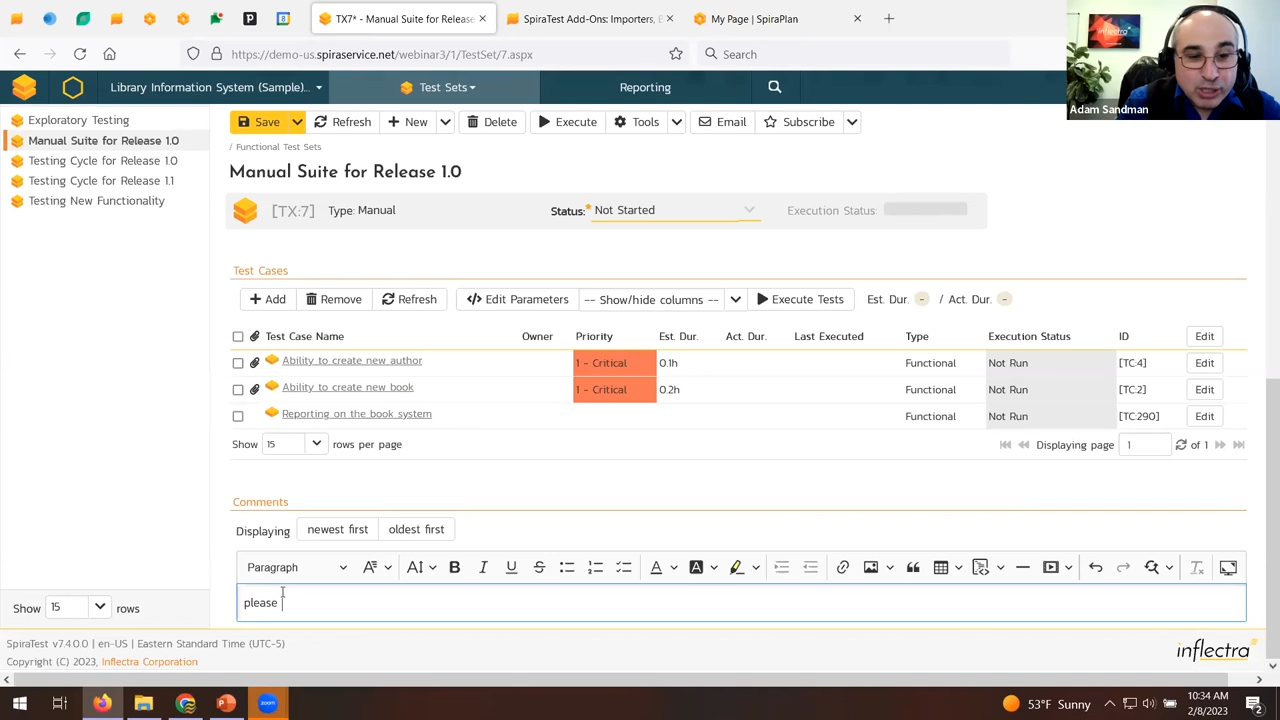 TX7* - Manual Suite for Release
SpiraTest Add-Ons: Importers, E
My Page | SpiraPlan
https://demo-us.spiraservice.net/webinar3/1/TestSet/7.aspx
Search
inflectra
Adam Sandman
Library Information System (Sample)...
Test Sets
Reporting
Exploratory Testing
Manual Suite for Release 1.0
Testing Cycle for Release 1.0
Testing Cycle for Release 1.1
Testing New Functionality
Save Refresh New Delete Execute Tools Email Subscribe
/ Functional Test Sets
Manual Suite for Release 1.0
[TX:7] Type: Manual Status:* Not Started Execution Status:
Test Cases
Add Remove Refresh Edit Parameters -- Show/hide columns -- Execute Tests Est. Dur. - / Act. Dur. -
Test Case Name Owner Priority Est. Dur. Act. Dur. Last Executed Type Execution Status ID Edit
Ability to create new author 1 - Critical 0.1h Functional Not Run [TC:4] Edit
Ability to create new book 1 - Critical 0.2h Functional Not Run [TC:2] Edit
Reporting on the book system Functional Not Run [TC:290] Edit
Show 15 rows per page Displaying page 1 of 1
Comments
Displaying newest first oldest first
Paragraph
please
Show 15 rows
SpiraTest v7.4.0.0 | en-US | Eastern Standard Time (UTC-5)
Copyright (C) 2023, Inflectra Corporation
inflectra
zoom
53°F Sunny
10:34 AM
2/8/2023
2